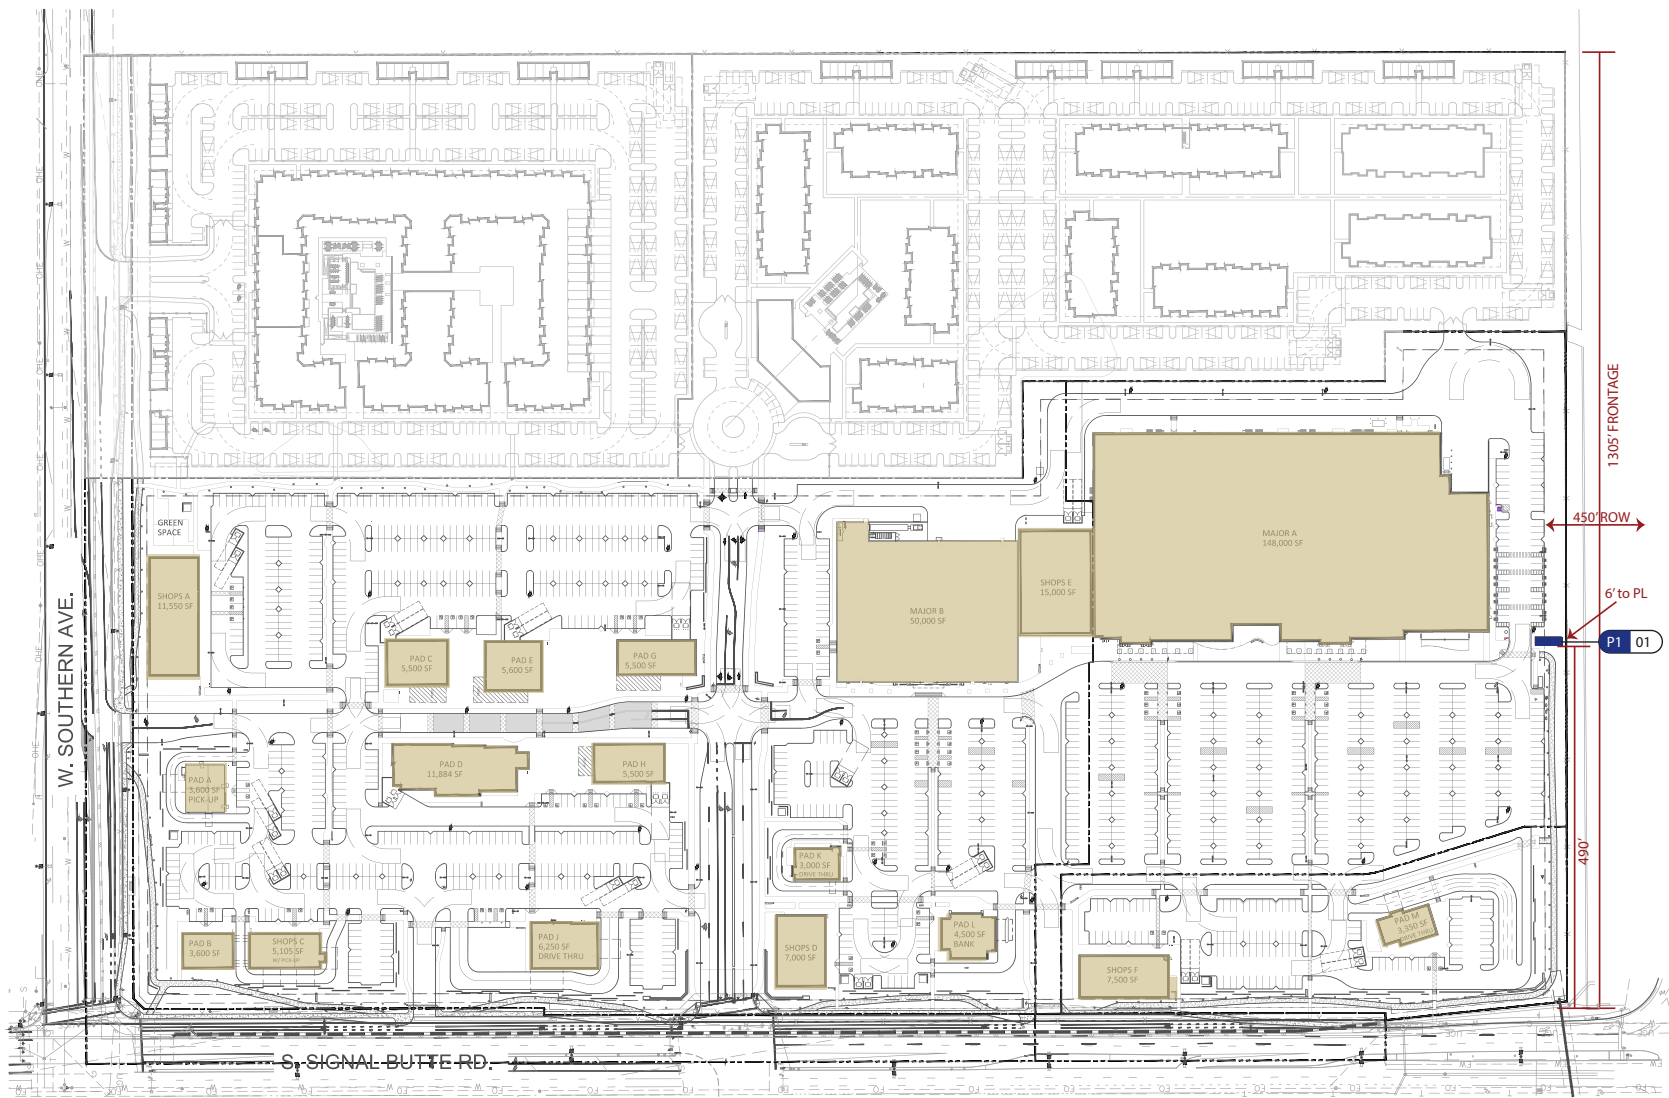 1305' FRONTAGE
450' ROW
6' to PL
P1 01
490'
W. SOUTHERN AVE.
S. SIGNAL BUTTE RD.
GREEN
SPACE
SHOPS A
11,550 SF
MAJOR A
148,000 SF
SHOPS E
15,000 SF
MAJOR B
50,000 SF
PAD C
5,500 SF
PAD E
5,600 SF
PAD G
5,500 SF
PAD D
11,884 SF
PAD H
5,500 SF
PAD A
3,600 SF
PICK-UP
PAD K
3,000 SF
DRIVE THRU
PAD B
3,600 SF
SHOPS C
5,105 SF
W/ PICK-UP
PAD J
6,250 SF
DRIVE THRU
SHOPS D
7,000 SF
PAD L
4,500 SF
BANK
PAD M
3,350 SF
DRIVE THRU
SHOPS F
7,500 SF